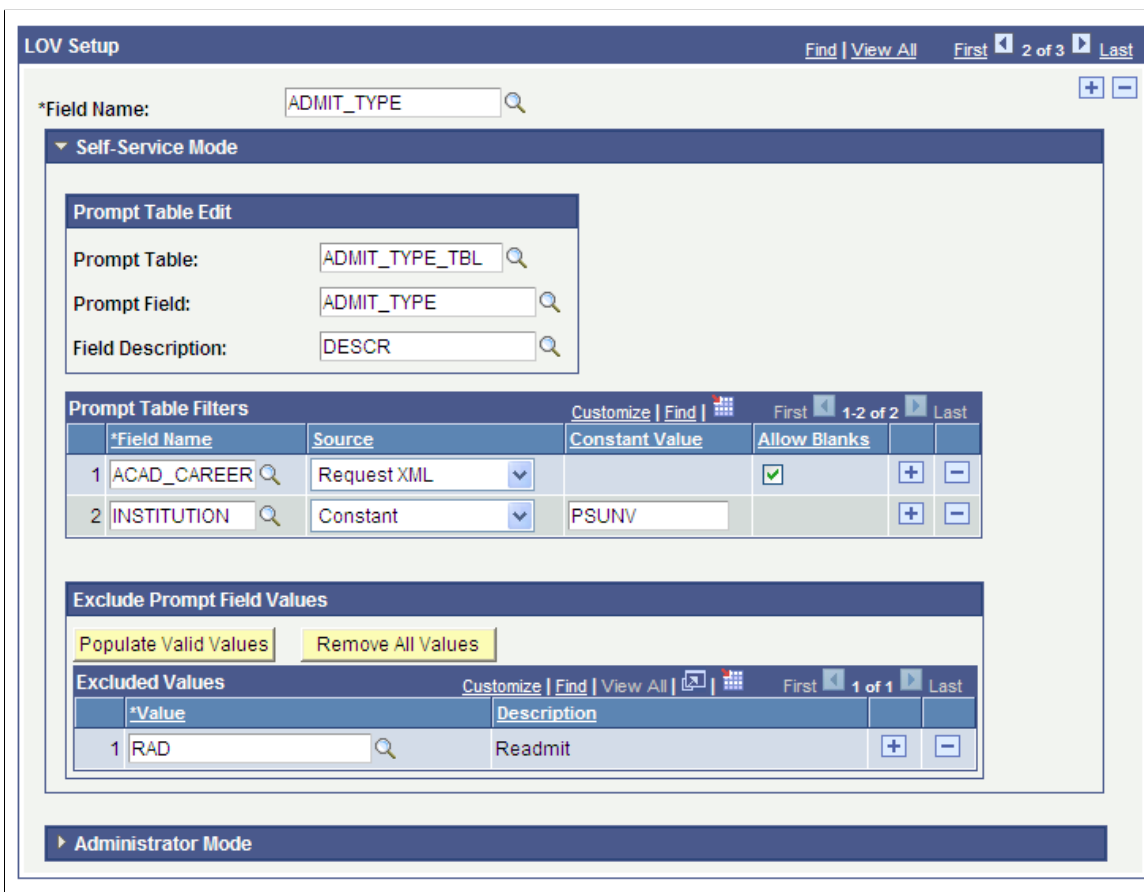 LOV Setup Find | View All First 2 of 3 Last
*Field Name: ADMIT_TYPE
Self-Service Mode
Prompt Table Edit
Prompt Table: ADMIT_TYPE_TBL
Prompt Field: ADMIT_TYPE
Field Description: DESCR
Prompt Table Filters Customize | Find | First 1-2 of 2 Last
*Field Name Source Constant Value Allow Blanks
1 ACAD_CAREER Request XML
2 INSTITUTION Constant PSUNV
Exclude Prompt Field Values
Populate Valid Values Remove All Values
Excluded Values Customize | Find | View All | | First 1 of 1 Last
*Value Description
1 RAD Readmit
Administrator Mode